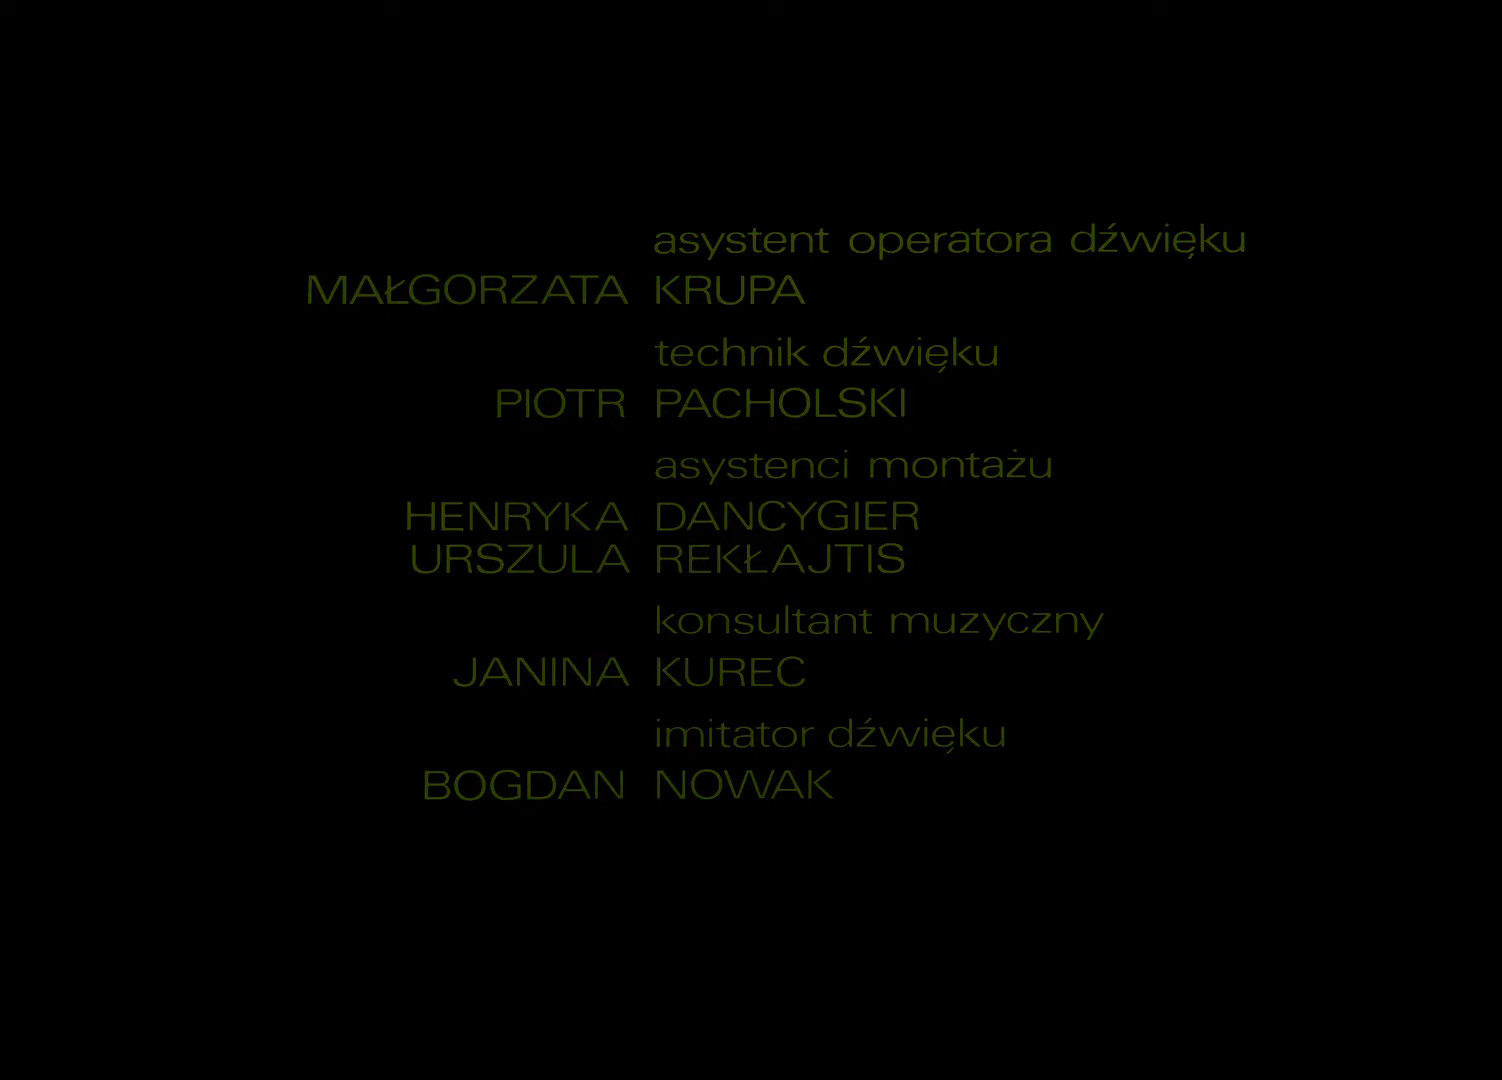 asystent operatora dźwięku
MAŁGORZATA KRUPA
technik dźwięku
PIOTR PACHOLSKI
asystenci montażu
HENRYKA DANCYGIER
URSZULA REKŁAJTIS
konsultant muzyczny
JANINA KUREC
imitator dźwięku
BOGDAN NOWAK